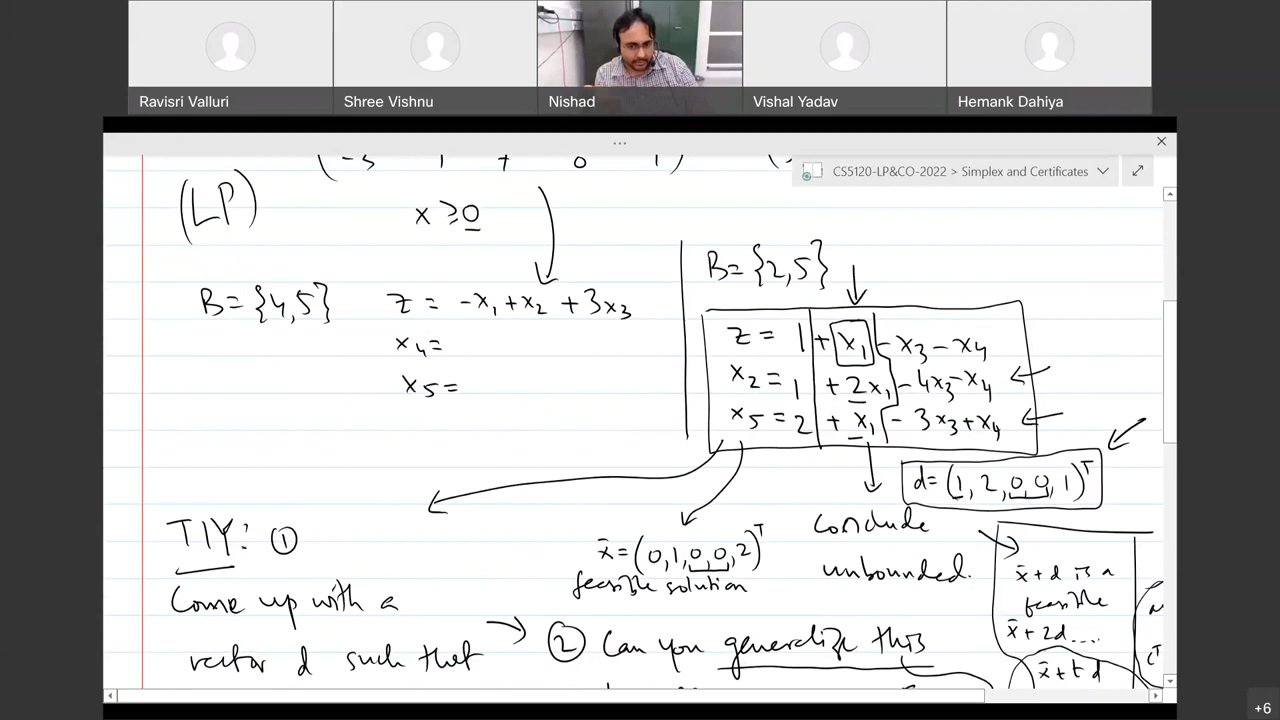 Ravisri Valluri
Shree Vishnu
Nishad
Vishal Yadav
Hemank Dahiya
CS5120-LP&CO-2022 > Simplex and Certificates
(LP)
x ≥ 0
B = {4,5}
z = -x₁ + x₂ + 3x₃
x₄ =
x₅ =
B = {2,5}
z = 1 + x₁ - x₃ - x₄
x₂ = 1 + 2x₁ - 4x₃ - x₄
x₅ = 2 + x₁ - 3x₃ + x₄
d = (1, 2, 0, 0, 1)ᵀ
x̄ = (0, 1, 0, 0, 2)ᵀ
feasible solution
conclude
unbounded.
x̄ + d is a
feasible
x̄ + 2d ....
x̄ + t d
TIY: ①
Come up with a
vector d such that
② Can you generalize this
+6